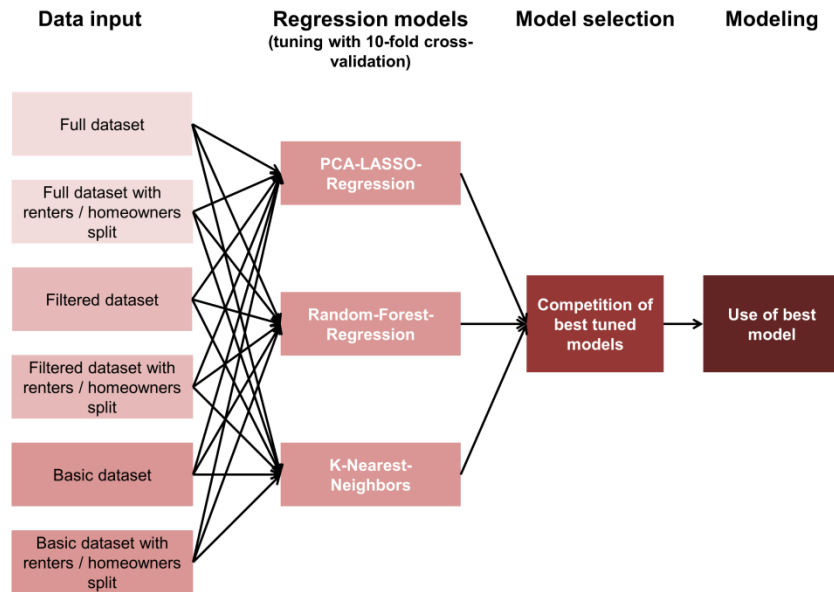 Data input
Regression models
(tuning with 10-fold cross-
validation)
Model selection
Modeling
Full dataset
Full dataset with
renters / homeowners
split
Filtered dataset
Filtered dataset with
renters / homeowners
split
Basic dataset
Basic dataset with
renters / homeowners
split
PCA-LASSO-
Regression
Random-Forest-
Regression
K-Nearest-
Neighbors
Competition of
best tuned
models
Use of best
model